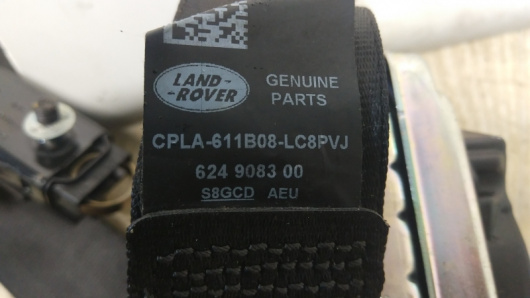 LAND-
-ROVER
GENUINE
PARTS
CPLA-611B08-LC8PVJ
624 9083 00
S8GCD AEU